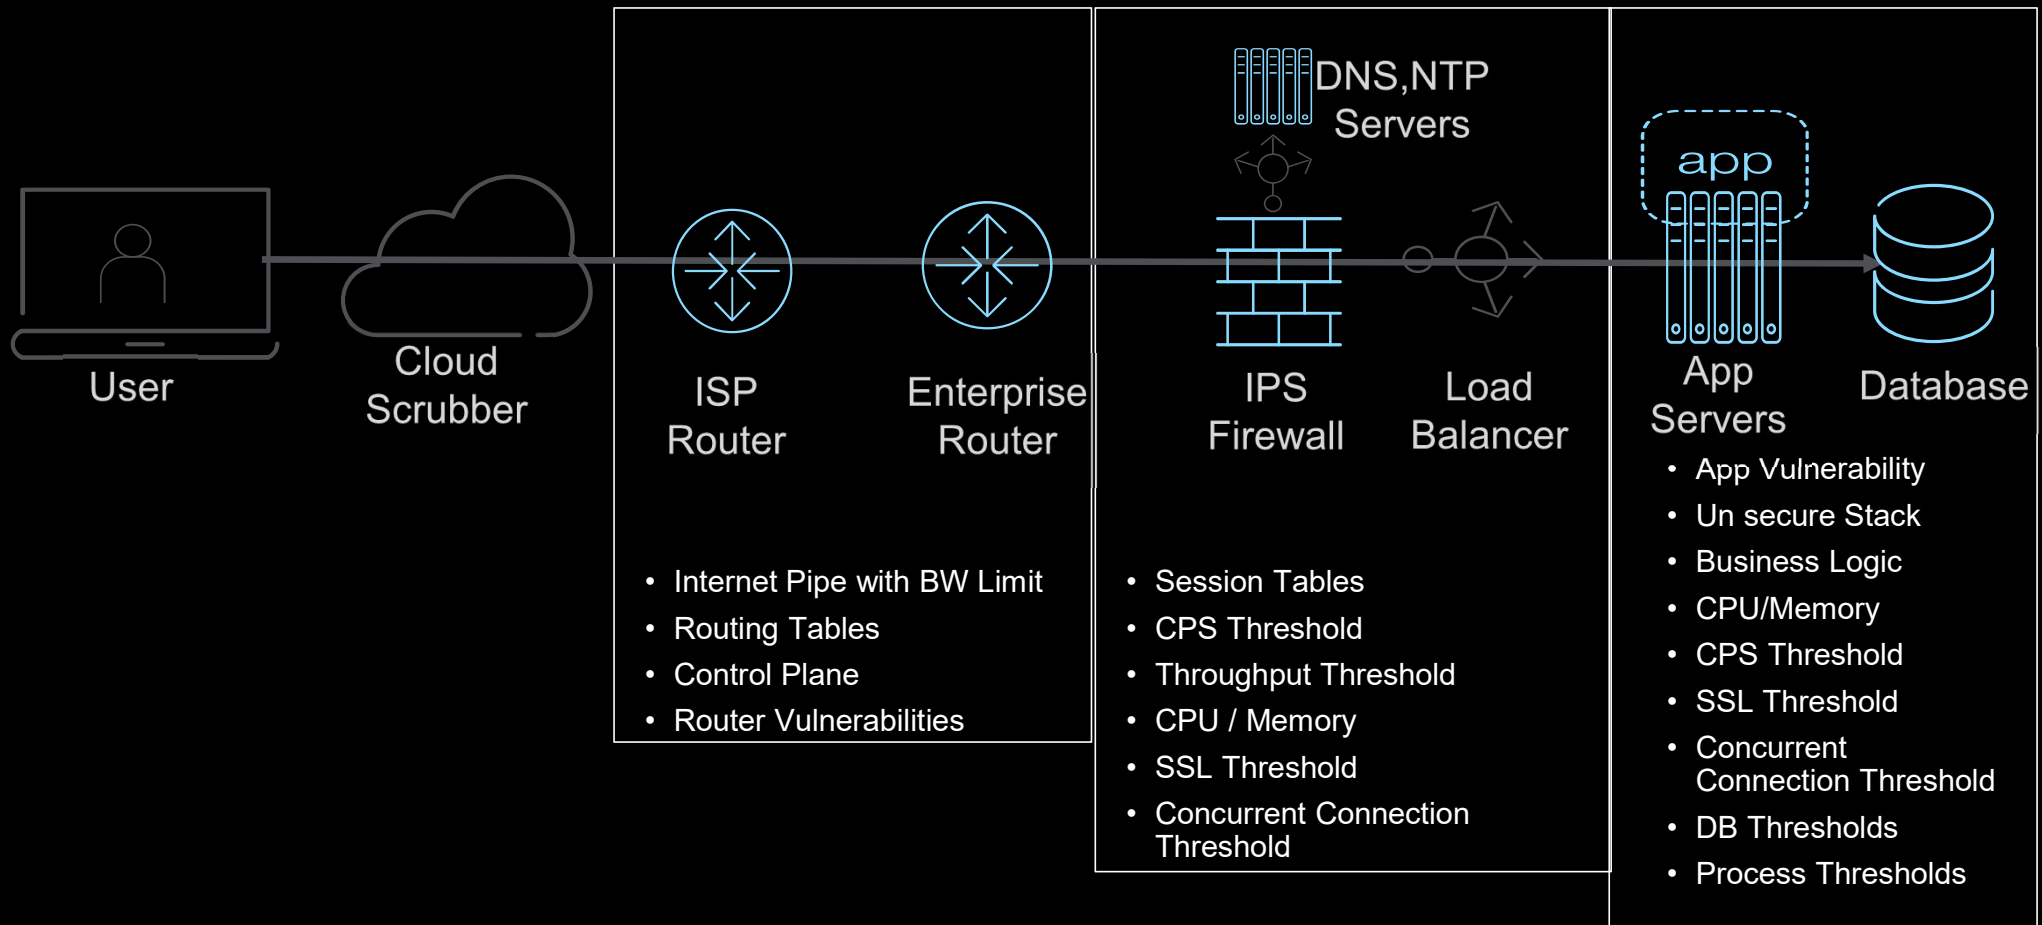 DNS,NTP
Servers
app
User
Cloud
Scrubber
ISP
Router
Enterprise
Router
IPS
Firewall
Load
Balancer
App
Servers
Database
• Internet Pipe with BW Limit
• Routing Tables
• Control Plane
• Router Vulnerabilities
• Session Tables
• CPS Threshold
• Throughput Threshold
• CPU / Memory
• SSL Threshold
• Concurrent Connection
Threshold
• App Vulnerability
• Un secure Stack
• Business Logic
• CPU/Memory
• CPS Threshold
• SSL Threshold
• Concurrent
Connection Threshold
• DB Thresholds
• Process Thresholds